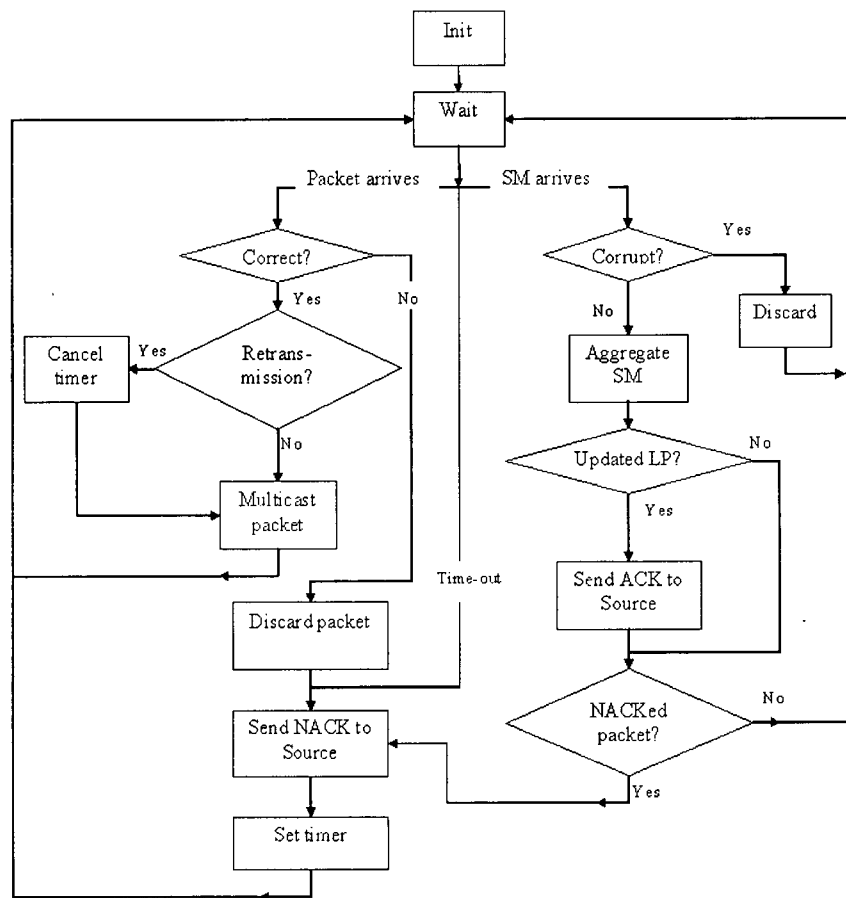 Init
Wait
Packet arrives
SM arrives
Correct?
Corrupt?
Yes
No
Yes
Discard
No
Cancel
timer
Yes
Retrans-
mission?
Aggregate
SM
No
Updated LP?
No
Multicast
packet
Yes
Time-out
Send ACK to
Source
Discard packet
NACKed
packet?
No
Send NACK to
Source
Yes
Set timer